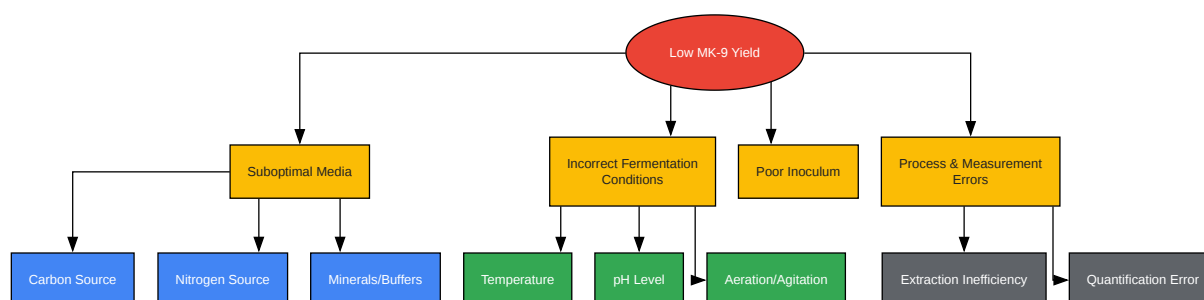 Low MK-9 Yield
Suboptimal Media
Incorrect Fermentation
Conditions
Poor Inoculum
Process & Measurement
Errors
Carbon Source
Nitrogen Source
Minerals/Buffers
Temperature
pH Level
Aeration/Agitation
Extraction Inefficiency
Quantification Error